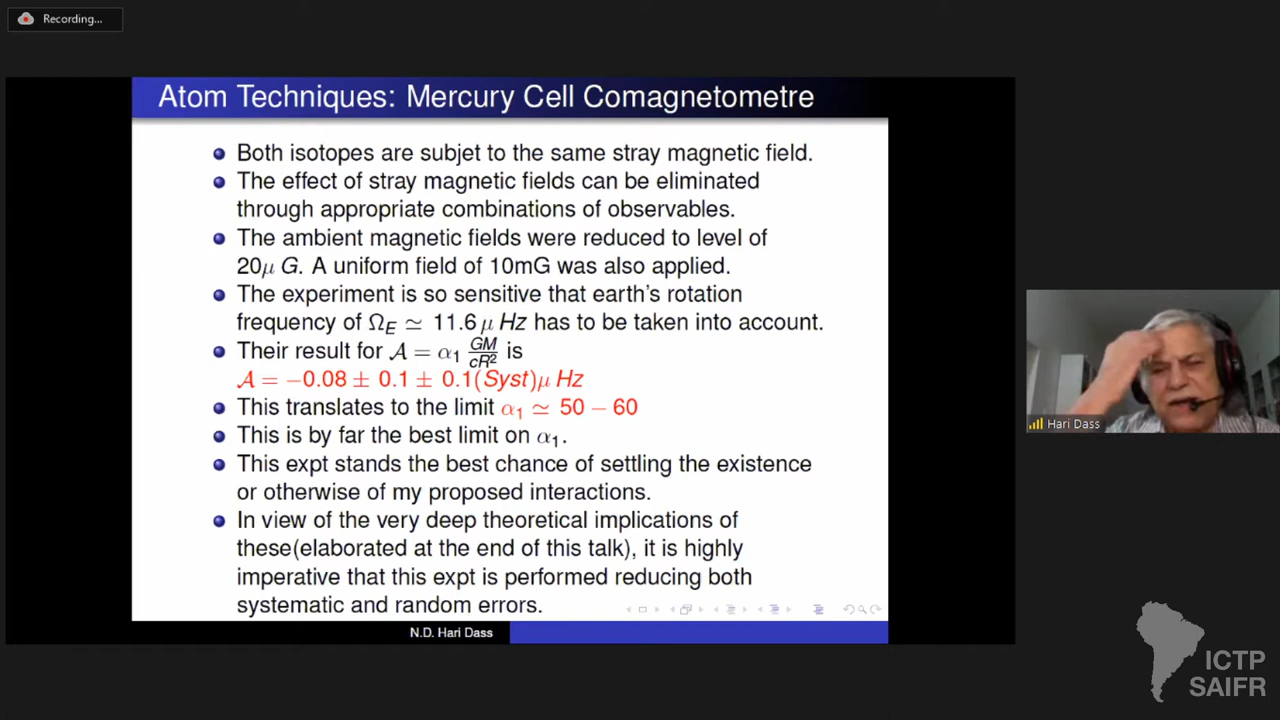 Recording...
Atom Techniques: Mercury Cell Comagnetometre
Both isotopes are subjet to the same stray magnetic field.
The effect of stray magnetic fields can be eliminated
through appropriate combinations of observables.
The ambient magnetic fields were reduced to level of
20μ G. A uniform field of 10mG was also applied.
The experiment is so sensitive that earth's rotation
frequency of Ω_E ≃ 11.6 μ Hz has to be taken into account.
Their result for 𝒜 = α₁ GM/cR² is
𝒜 = −0.08 ± 0.1 ± 0.1(Syst)μ Hz
This translates to the limit α₁ ≃ 50 − 60
This is by far the best limit on α₁.
This expt stands the best chance of settling the existence
or otherwise of my proposed interactions.
In view of the very deep theoretical implications of
these(elaborated at the end of this talk), it is highly
imperative that this expt is performed reducing both
systematic and random errors.
N.D. Hari Dass
Hari Dass
ICTP
SAIFR